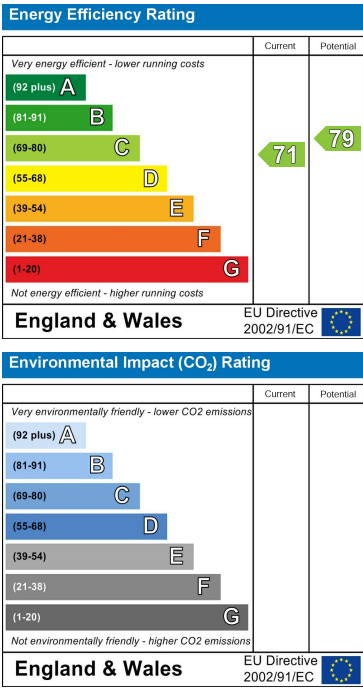 Energy Efficiency Rating
Current Potential
Very energy efficient - lower running costs
(92 plus) A
(81-91) B
(69-80) C
(55-68) D
(39-54) E
(21-38) F
(1-20) G
71
79
Not energy efficient - higher running costs
England & Wales
EU Directive
2002/91/EC
Environmental Impact (CO₂) Rating
Current Potential
Very environmentally friendly - lower CO2 emissions
(92 plus) A
(81-91) B
(69-80) C
(55-68) D
(39-54) E
(21-38) F
(1-20) G
Not environmentally friendly - higher CO2 emissions
England & Wales
EU Directive
2002/91/EC